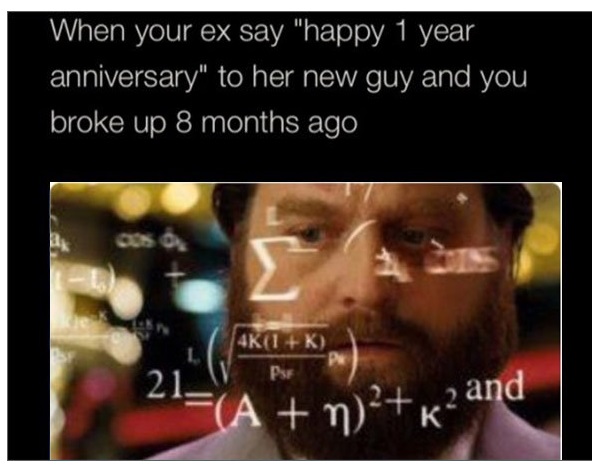 When your ex say "happy 1 year
anniversary" to her new guy and you
broke up 8 months ago
cos
Σ
4K(1 + K)
21=
(A + η)²+ κ² and